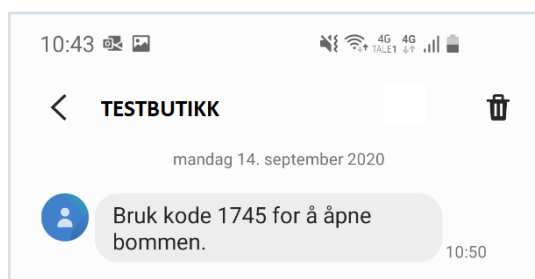 10:43
4G TALE1 4G
TESTBUTIKK
mandag 14. september 2020
Bruk kode 1745 for å åpne
bommen.
10:50